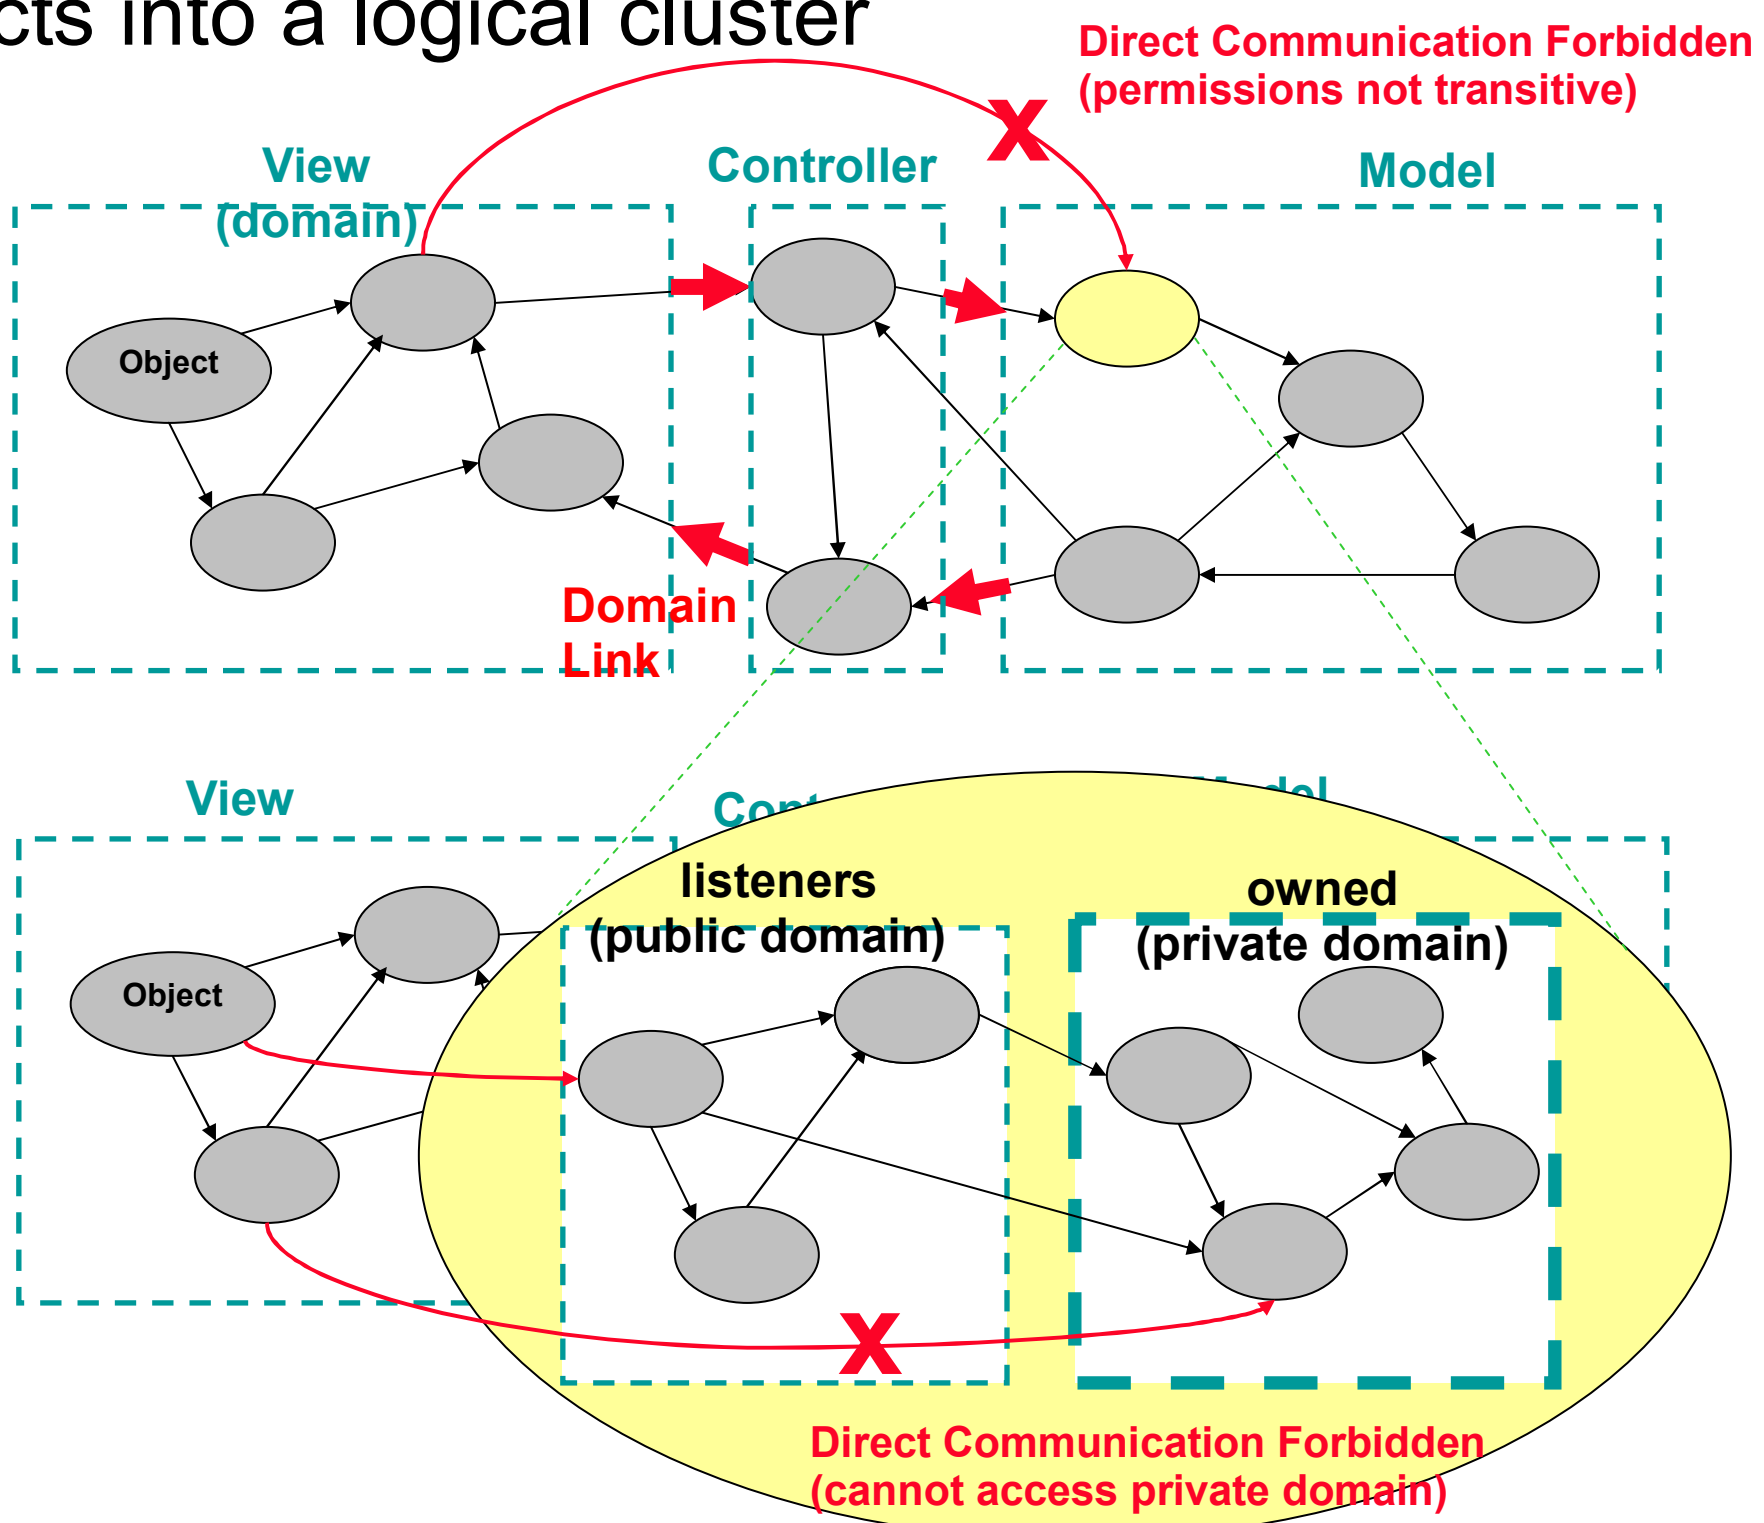 cts into a logical cluster
Direct Communication Forbidden
(permissions not transitive)
X
View
(domain)
Controller
Model
Object
Domain
Link
View
listeners
(public domain)
owned
(private domain)
Object
X
Direct Communication Forbidden
(cannot access private domain)